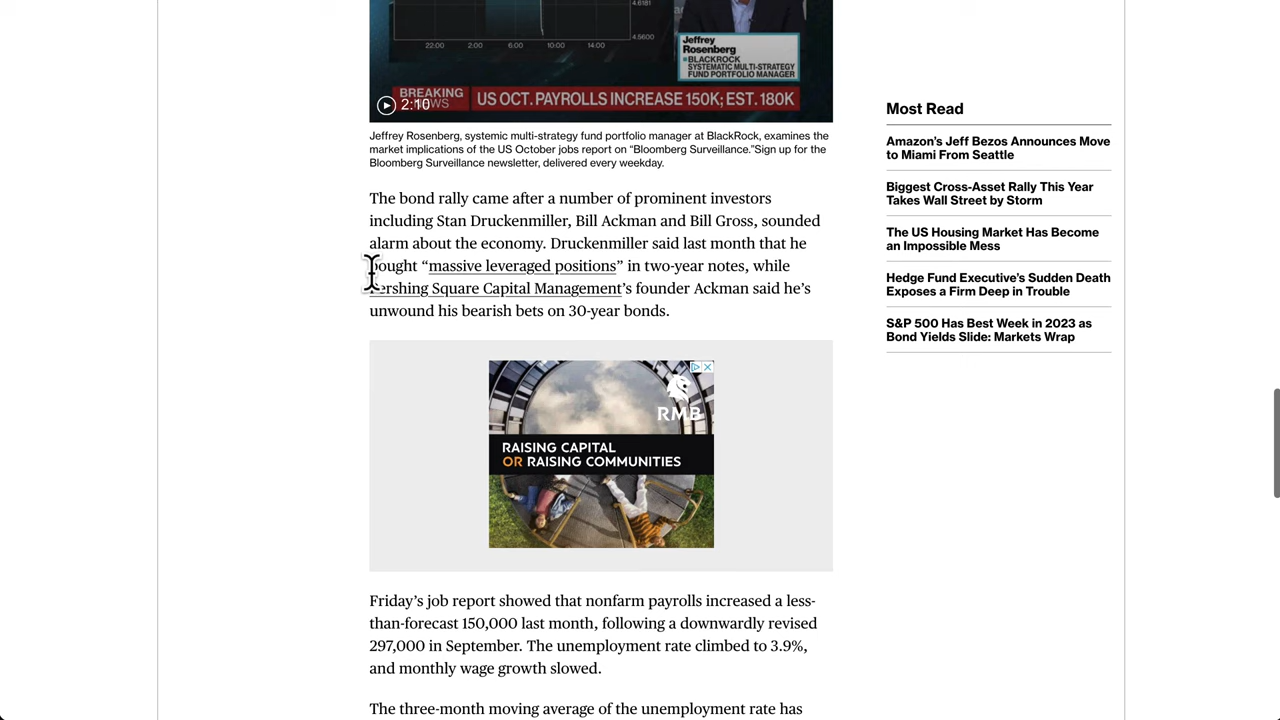 4.6181
4.5600
22:00 2:00 6:00 10:00 14:00
Jeffrey
Rosenberg
BLACKROCK
SYSTEMATIC MULTI-STRATEGY
FUND PORTFOLIO MANAGER
BREAKING
NEWS
US OCT. PAYROLLS INCREASE 150K; EST. 180K
2:10
Jeffrey Rosenberg, systemic multi-strategy fund portfolio manager at BlackRock, examines the
market implications of the US October jobs report on “Bloomberg Surveillance.”Sign up for the
Bloomberg Surveillance newsletter, delivered every weekday.
The bond rally came after a number of prominent investors
including Stan Druckenmiller, Bill Ackman and Bill Gross, sounded
alarm about the economy. Druckenmiller said last month that he
bought “massive leveraged positions” in two-year notes, while
Pershing Square Capital Management’s founder Ackman said he’s
unwound his bearish bets on 30-year bonds.
RMB
RAISING CAPITAL
OR RAISING COMMUNITIES
Friday’s job report showed that nonfarm payrolls increased a less-
than-forecast 150,000 last month, following a downwardly revised
297,000 in September. The unemployment rate climbed to 3.9%,
and monthly wage growth slowed.
The three-month moving average of the unemployment rate has
Most Read
Amazon’s Jeff Bezos Announces Move
to Miami From Seattle
Biggest Cross-Asset Rally This Year
Takes Wall Street by Storm
The US Housing Market Has Become
an Impossible Mess
Hedge Fund Executive’s Sudden Death
Exposes a Firm Deep in Trouble
S&P 500 Has Best Week in 2023 as
Bond Yields Slide: Markets Wrap